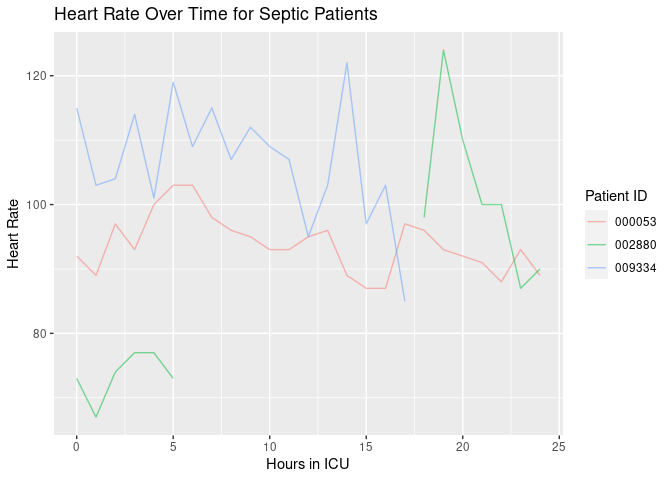 Heart Rate Over Time for Septic Patients
Heart Rate
120
100
80
0 5 10 15 20 25
Hours in ICU
Patient ID
000053
002880
009334